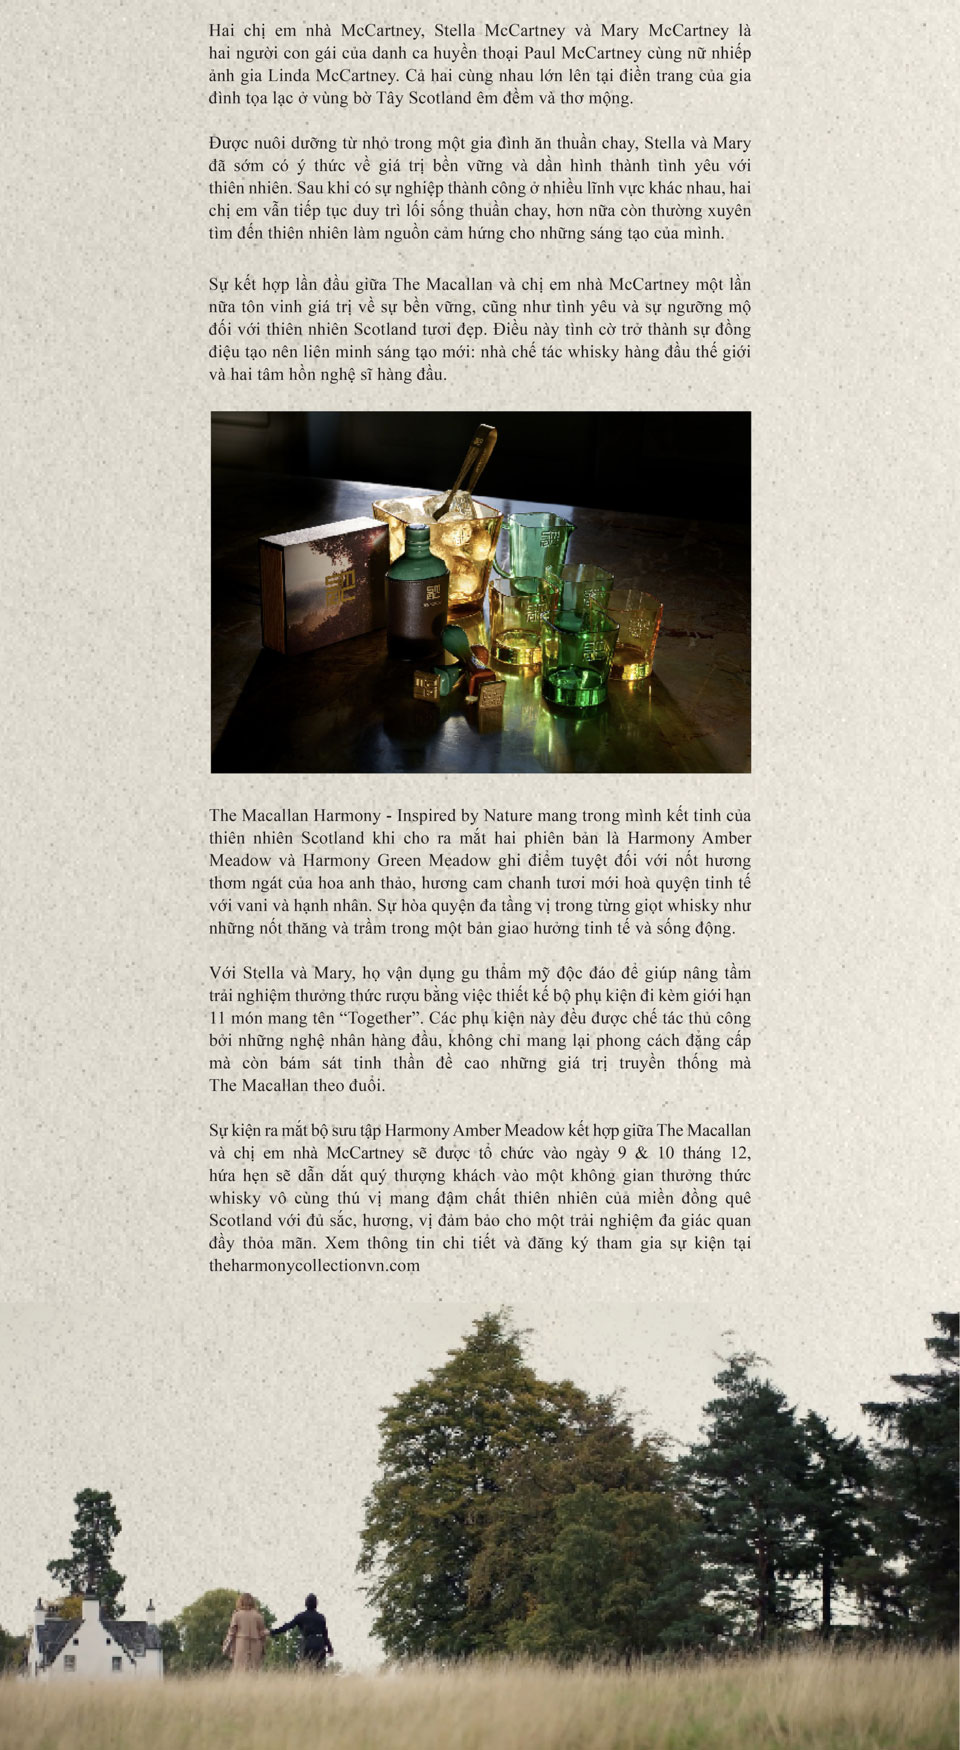 Hai chị em nhà McCartney, Stella McCartney và Mary McCartney là
hai người con gái của danh ca huyền thoại Paul McCartney cùng nữ nhiếp
ảnh gia Linda McCartney. Cả hai cùng nhau lớn lên tại điền trang của gia
đình tọa lạc ở vùng bờ Tây Scotland êm đềm và thơ mộng.
Được nuôi dưỡng từ nhỏ trong một gia đình ăn thuần chay, Stella và Mary
đã sớm có ý thức về giá trị bền vững và dần hình thành tình yêu với
thiên nhiên. Sau khi có sự nghiệp thành công ở nhiều lĩnh vực khác nhau, hai
chị em vẫn tiếp tục duy trì lối sống thuần chay, hơn nữa còn thường xuyên
tìm đến thiên nhiên làm nguồn cảm hứng cho những sáng tạo của mình.
Sự kết hợp lần đầu giữa The Macallan và chị em nhà McCartney một lần
nữa tôn vinh giá trị về sự bền vững, cũng như tình yêu và sự ngưỡng mộ
đối với thiên nhiên Scotland tươi đẹp. Điều này tình cờ trở thành sự đồng
điệu tạo nên liên minh sáng tạo mới: nhà chế tác whisky hàng đầu thế giới
và hai tâm hồn nghệ sĩ hàng đầu.
The Macallan Harmony - Inspired by Nature mang trong mình kết tinh của
thiên nhiên Scotland khi cho ra mắt hai phiên bản là Harmony Amber
Meadow và Harmony Green Meadow ghi điểm tuyệt đối với nốt hương
thơm ngát của hoa anh thảo, hương cam chanh tươi mới hoà quyện tinh tế
với vani và hạnh nhân. Sự hòa quyện đa tầng vị trong từng giọt whisky như
những nốt thăng và trầm trong một bản giao hưởng tinh tế và sống động.
Với Stella và Mary, họ vận dụng gu thẩm mỹ độc đáo để giúp nâng tầm
trải nghiệm thưởng thức rượu bằng việc thiết kế bộ phụ kiện đi kèm giới hạn
11 món mang tên “Together”. Các phụ kiện này đều được chế tác thủ công
bởi những nghệ nhân hàng đầu, không chỉ mang lại phong cách đặng cấp
mà còn bám sát tinh thần đề cao những giá trị truyền thống mà
The Macallan theo đuổi.
Sự kiện ra mắt bộ sưu tập Harmony Amber Meadow kết hợp giữa The Macallan
và chị em nhà McCartney sẽ được tổ chức vào ngày 9 & 10 tháng 12,
hứa hẹn sẽ dẫn dắt quý thượng khách vào một không gian thưởng thức
whisky vô cùng thú vị mang đậm chất thiên nhiên của miền đồng quê
Scotland với đủ sắc, hương, vị đảm bảo cho một trải nghiệm đa giác quan
đầy thỏa mãn. Xem thông tin chi tiết và đăng ký tham gia sự kiện tại
theharmonycollectionvn.com